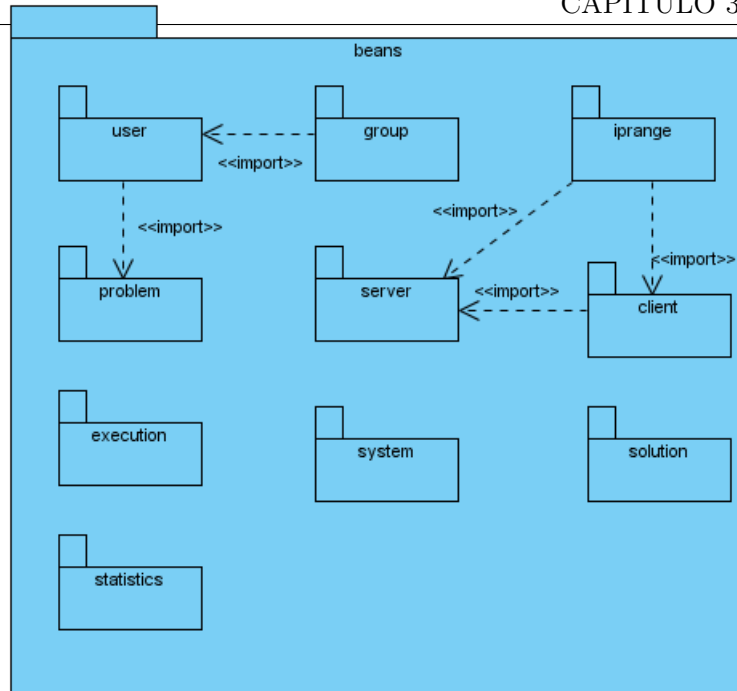 CAPÍTULO 3
beans
user
group
iprange
<<import>>
<<import>>
<<import>>
<<import>>
problem
server
<<import>>
client
execution
system
solution
statistics